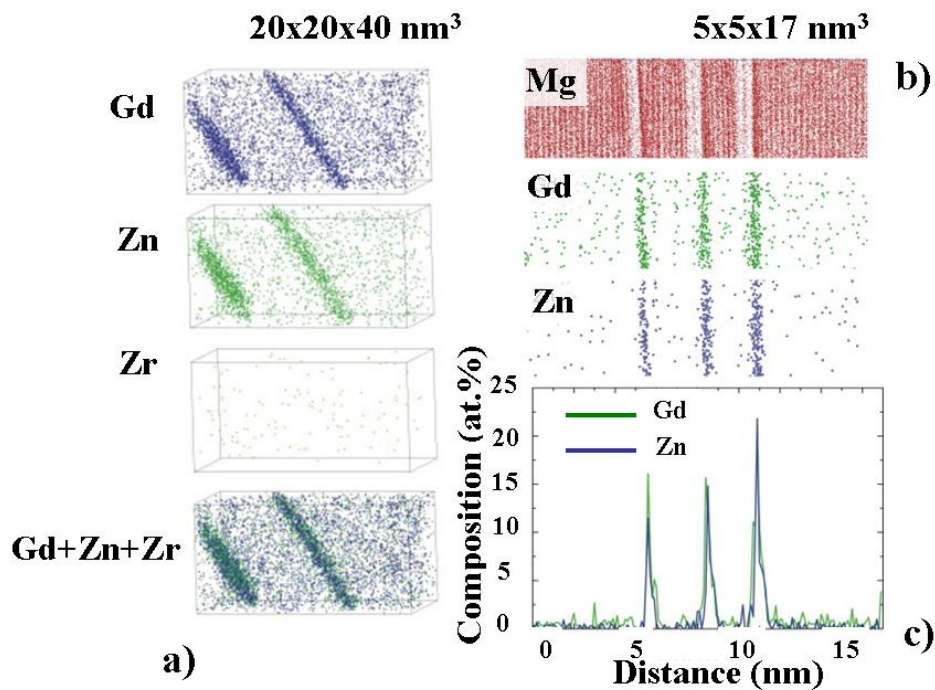 20x20x40 nm³
Gd
Zn
Zr
Gd+Zn+Zr
a)
5x5x17 nm³
Mg
b)
Gd
Zn
Composition (at.%)
25
20
15
10
5
0
Gd
Zn
0 5 10 15
Distance (nm)
c)